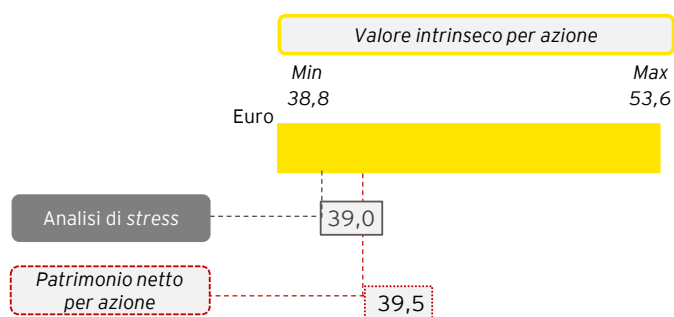 Valore intrinseco per azione
Min Max
38,8 53,6
Euro
Analisi di stress
39,0
Patrimonio netto
per azione
39,5